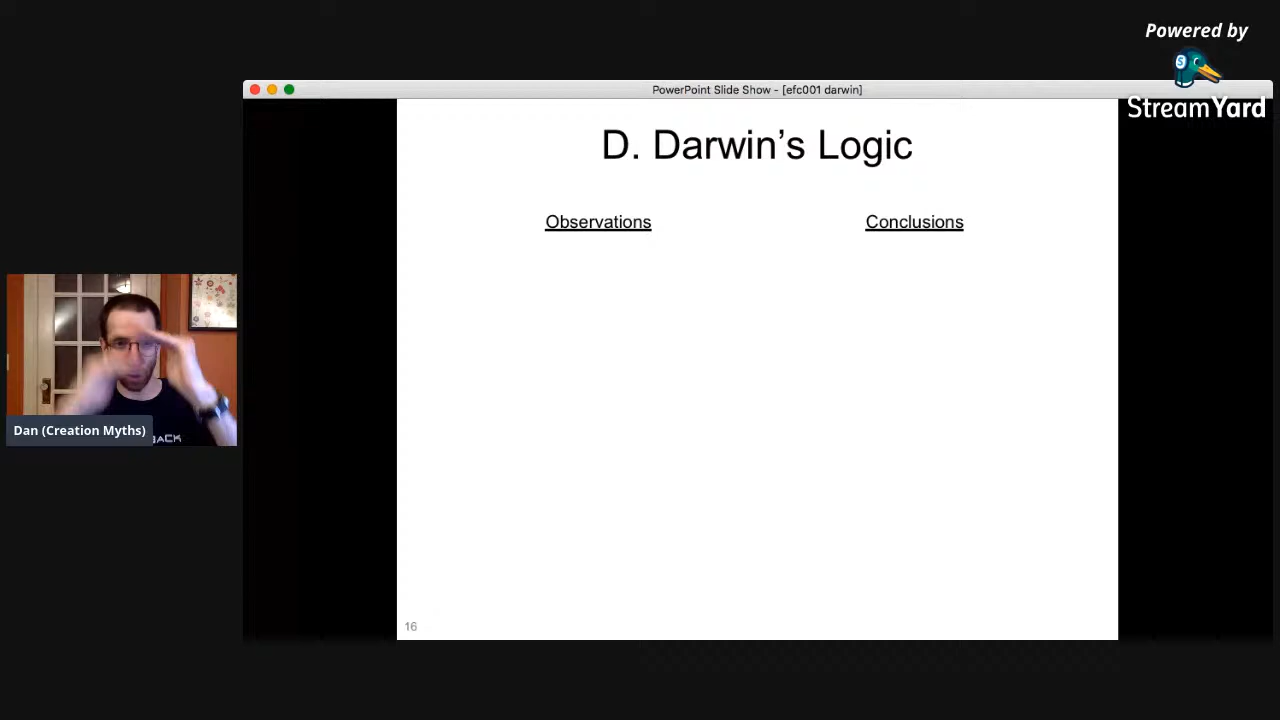 Powered by
StreamYard
PowerPoint Slide Show - [efc001 darwin]
D. Darwin's Logic
Observations
Conclusions
Dan (Creation Myths)
16